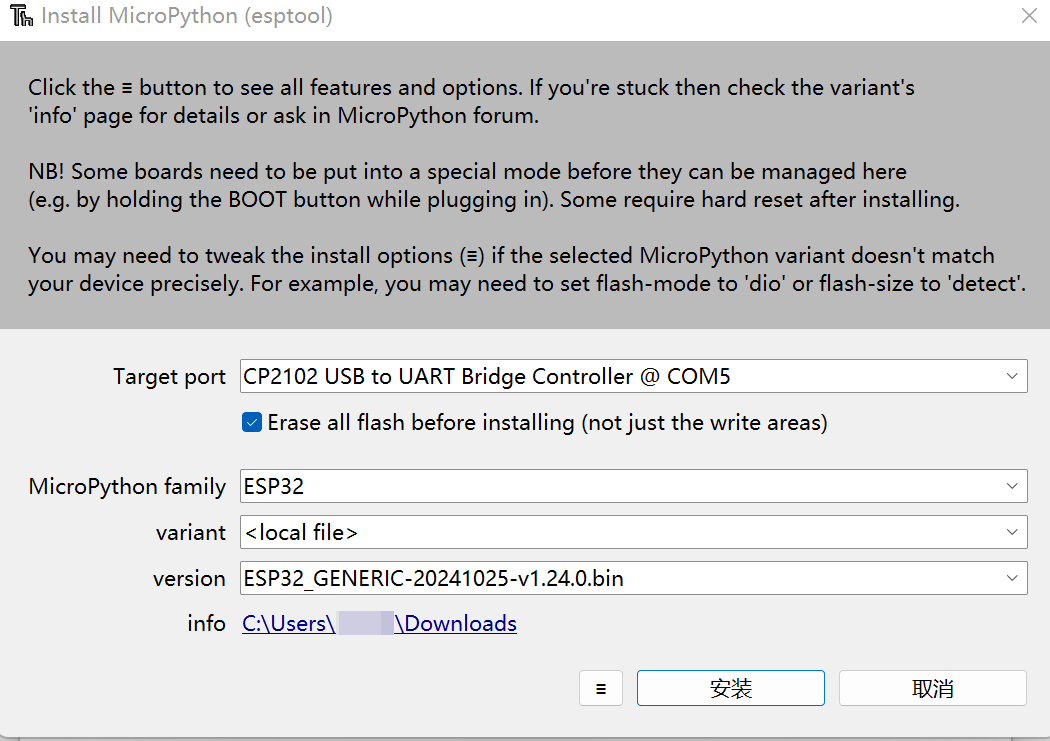 Install MicroPython (esptool)
Click the ≡ button to see all features and options. If you're stuck then check the variant's
'info' page for details or ask in MicroPython forum.
NB! Some boards need to be put into a special mode before they can be managed here
(e.g. by holding the BOOT button while plugging in). Some require hard reset after installing.
You may need to tweak the install options (≡) if the selected MicroPython variant doesn't match
your device precisely. For example, you may need to set flash-mode to 'dio' or flash-size to 'detect'.
Target port CP2102 USB to UART Bridge Controller @ COM5
Erase all flash before installing (not just the write areas)
MicroPython family ESP32
variant <local file>
version ESP32_GENERIC-20241025-v1.24.0.bin
info C:\Users\ \Downloads
≡ 安装 取消